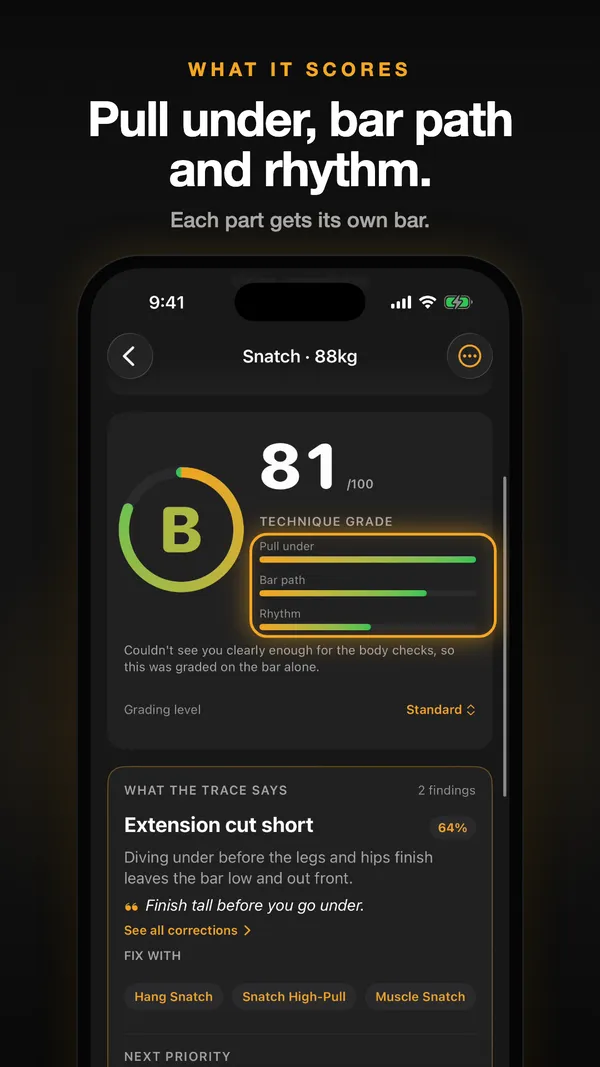 WHAT IT SCORES
Pull under, bar path
and rhythm.
Each part gets its own bar.
9:41
Snatch · 88kg
81 /100
B
TECHNIQUE GRADE
Pull under
Bar path
Rhythm
Couldn't see you clearly enough for the body checks, so
this was graded on the bar alone.
Grading level Standard
WHAT THE TRACE SAYS 2 findings
Extension cut short 64%
Diving under before the legs and hips finish
leaves the bar low and out front.
“ Finish tall before you go under.
See all corrections
FIX WITH
Hang Snatch Snatch High-Pull Muscle Snatch
NEXT PRIORITY